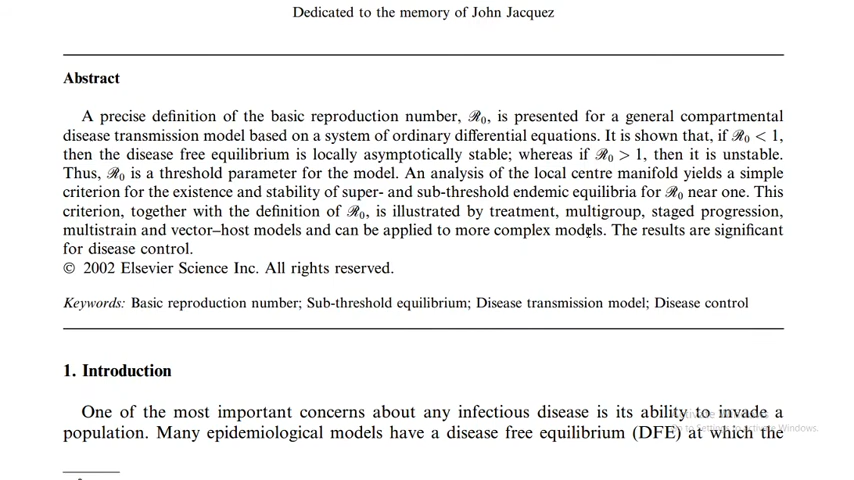 Dedicated to the memory of John Jacquez
Abstract
A precise definition of the basic reproduction number, ℛ₀, is presented for a general compartmental
disease transmission model based on a system of ordinary differential equations. It is shown that, if ℛ₀ < 1,
then the disease free equilibrium is locally asymptotically stable; whereas if ℛ₀ > 1, then it is unstable.
Thus, ℛ₀ is a threshold parameter for the model. An analysis of the local centre manifold yields a simple
criterion for the existence and stability of super- and sub-threshold endemic equilibria for ℛ₀ near one. This
criterion, together with the definition of ℛ₀, is illustrated by treatment, multigroup, staged progression,
multistrain and vector–host models and can be applied to more complex models. The results are significant
for disease control.
© 2002 Elsevier Science Inc. All rights reserved.
Keywords: Basic reproduction number; Sub-threshold equilibrium; Disease transmission model; Disease control
1. Introduction
One of the most important concerns about any infectious disease is its ability to invade a
population. Many epidemiological models have a disease free equilibrium (DFE) at which the
Activate Windows
Go to Settings to activate Windows.